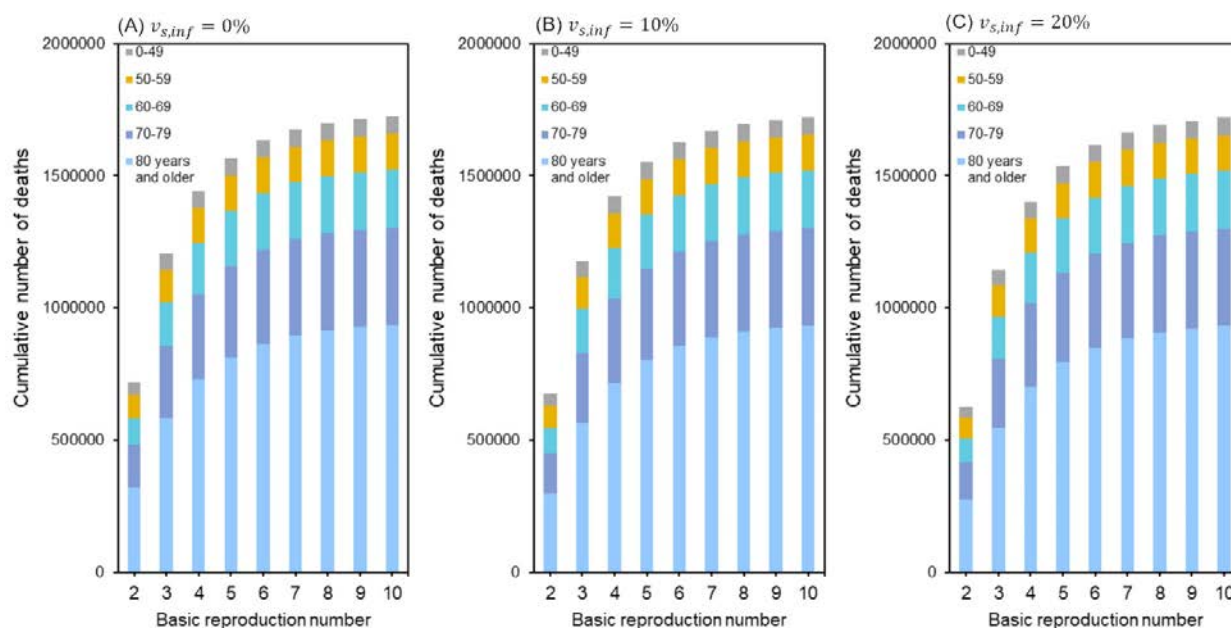 (A) v_{s,inf} = 0%
2000000
1500000
1000000
500000
0
Cumulative number of deaths
0-49
50-59
60-69
70-79
80 years
and older
2 3 4 5 6 7 8 9 10
Basic reproduction number
(B) v_{s,inf} = 10%
2000000
1500000
1000000
500000
0
Cumulative number of deaths
0-49
50-59
60-69
70-79
80 years
and older
2 3 4 5 6 7 8 9 10
Basic reproduction number
(C) v_{s,inf} = 20%
2000000
1500000
1000000
500000
0
Cumulative number of deaths
0-49
50-59
60-69
70-79
80 years
and older
2 3 4 5 6 7 8 9 10
Basic reproduction number